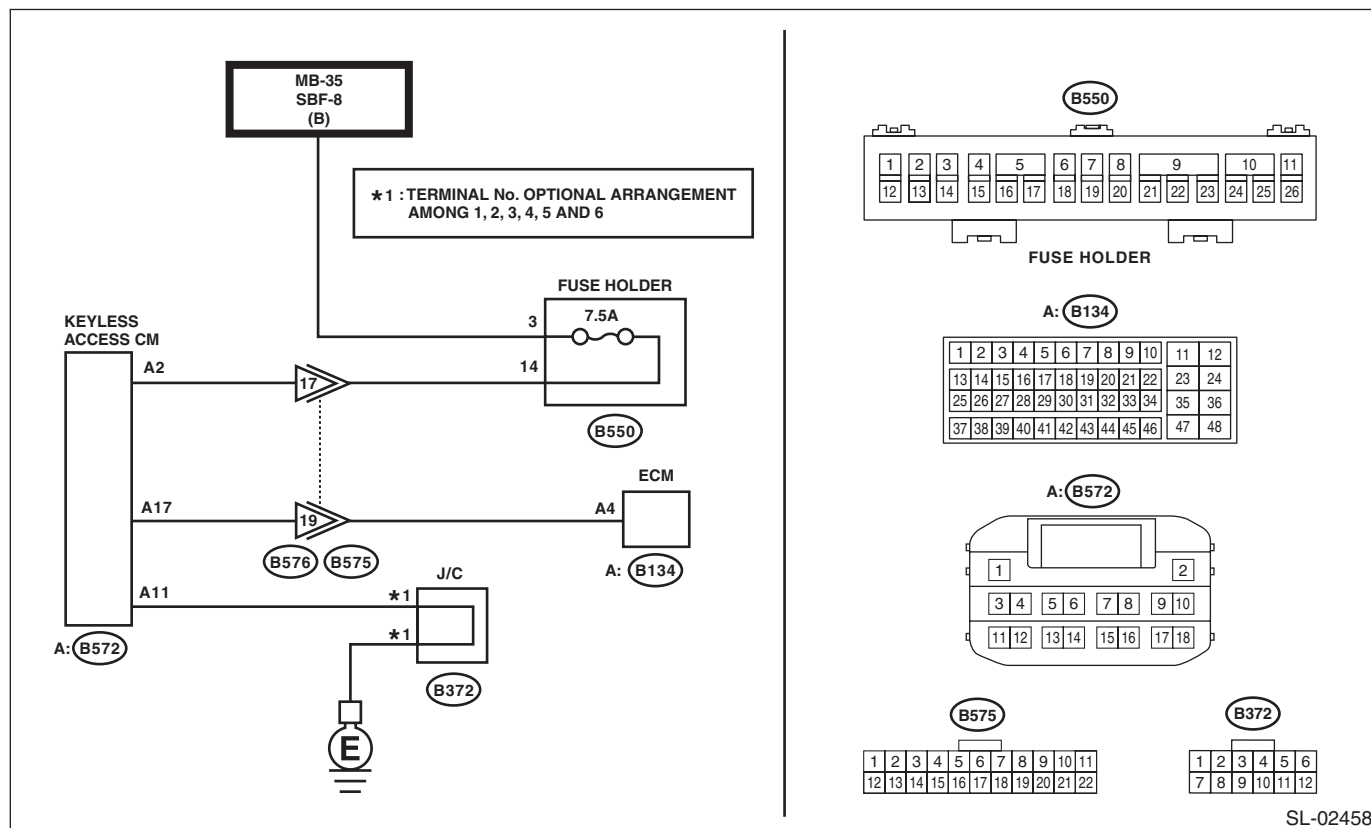 MB-35
SBF-8
(B)
*1 : TERMINAL No. OPTIONAL ARRANGEMENT
AMONG 1, 2, 3, 4, 5 AND 6
FUSE HOLDER
7.5A
3
14
B550
KEYLESS
ACCESS CM
A2
17
A17
19
B576 B575
ECM
A4
A: B134
A11
J/C
*1
*1
B372
A: B572
E
B550
1 2 3 4 5 6 7 8 9 10 11
12 13 14 15 16 17 18 19 20 21 22 23 24 25 26
FUSE HOLDER
A: B134
1 2 3 4 5 6 7 8 9 10 11 12
13 14 15 16 17 18 19 20 21 22 23 24
25 26 27 28 29 30 31 32 33 34 35 36
37 38 39 40 41 42 43 44 45 46 47 48
A: B572
1 2
3 4 5 6 7 8 9 10
11 12 13 14 15 16 17 18
B575
1 2 3 4 5 6 7 8 9 10 11
12 13 14 15 16 17 18 19 20 21 22
B372
1 2 3 4 5 6
7 8 9 10 11 12
SL-02458